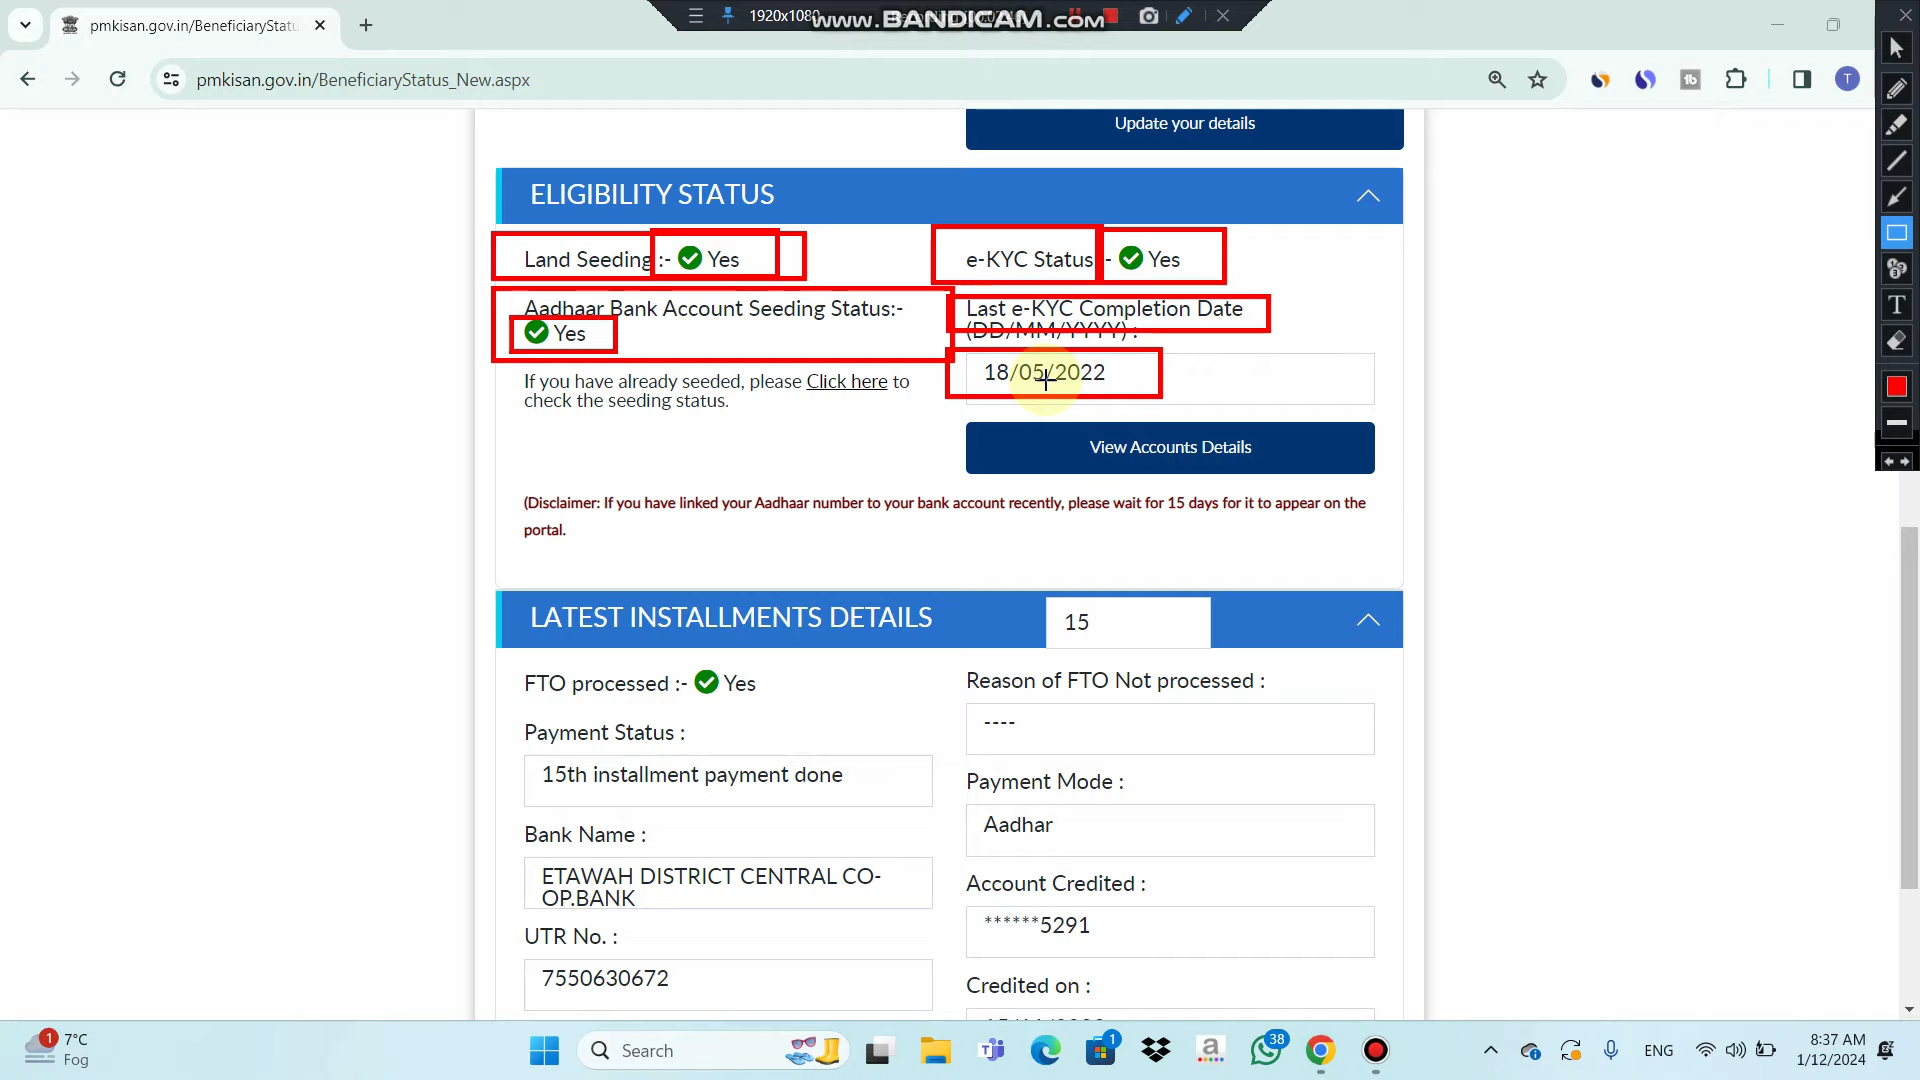 pmkisan.gov.in/BeneficiaryStatu
1920x1080
www.BANDICAM.com
pmkisan.gov.in/BeneficiaryStatus_New.aspx
T
Update your details
ELIGIBILITY STATUS
Land Seeding :- Yes
e-KYC Status :- Yes
Aadhaar Bank Account Seeding Status:-
Yes
Last e-KYC Completion Date
(DD/MM/YYYY) :
18/05/2022
If you have already seeded, please Click here to
check the seeding status.
View Accounts Details
(Disclaimer: If you have linked your Aadhaar number to your bank account recently, please wait for 15 days for it to appear on the
portal.
LATEST INSTALLMENTS DETAILS
15
FTO processed :- Yes
Reason of FTO Not processed :
----
Payment Status :
15th installment payment done
Payment Mode :
Aadhar
Bank Name :
ETAWAH DISTRICT CENTRAL CO-
OP.BANK
Account Credited :
******5291
UTR No. :
7550630672
Credited on :
1
7°C
Fog
Search
1
38
ENG
8:37 AM
1/12/2024